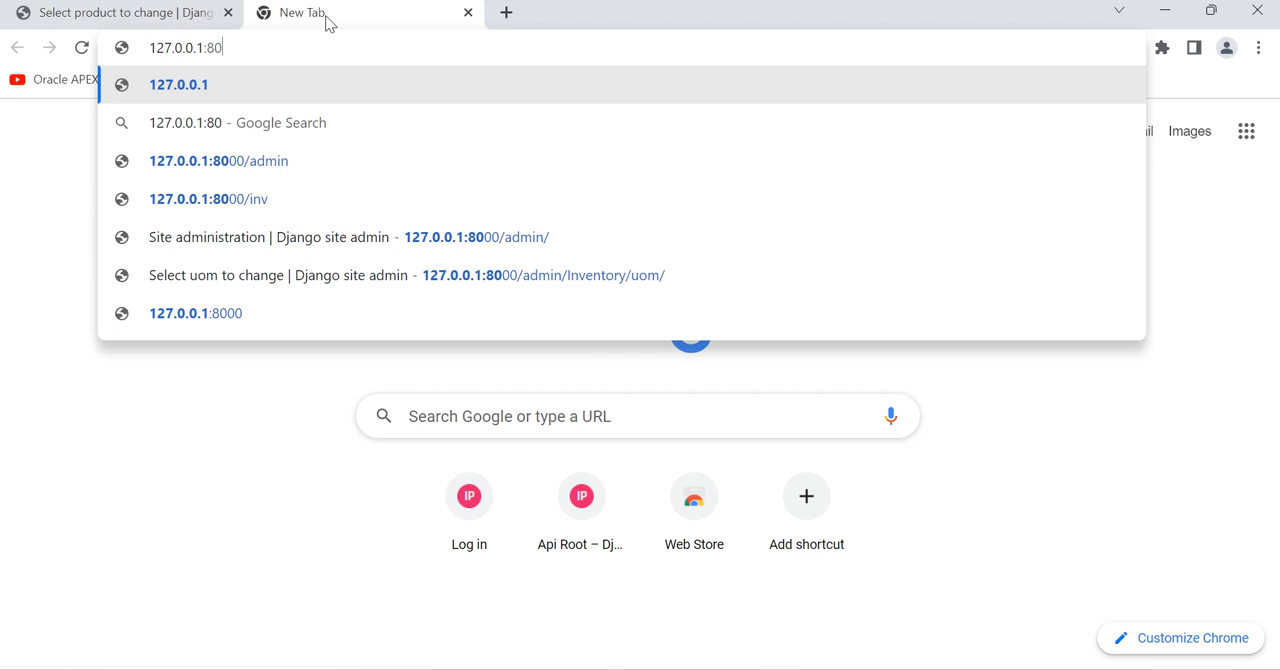 Select product to change | Djang
New Tab
127.0.0.1:80
Oracle APEX
127.0.0.1
127.0.0.1:80 - Google Search
127.0.0.1:8000/admin
127.0.0.1:8000/inv
Site administration | Django site admin - 127.0.0.1:8000/admin/
Select uom to change | Django site admin - 127.0.0.1:8000/admin/Inventory/uom/
127.0.0.1:8000
Images
Search Google or type a URL
IP
IP
Log in
Api Root – Dj...
Web Store
Add shortcut
Customize Chrome